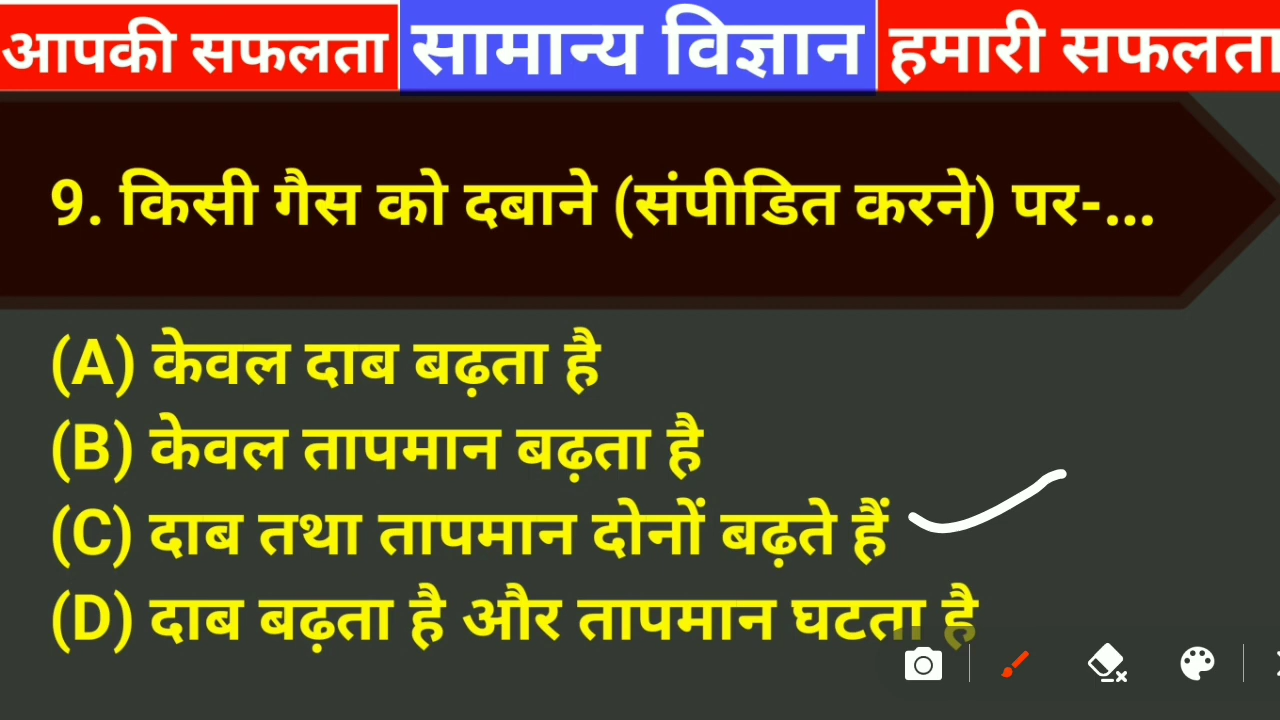 आपकी सफलता सामान्य विज्ञान हमारी सफलता
9. किसी गैस को दबाने (संपीडित करने) पर-...
(A) केवल दाब बढ़ता है
(B) केवल तापमान बढ़ता है
(C) दाब तथा तापमान दोनों बढ़ते हैं
(D) दाब बढ़ता है और तापमान घटता है